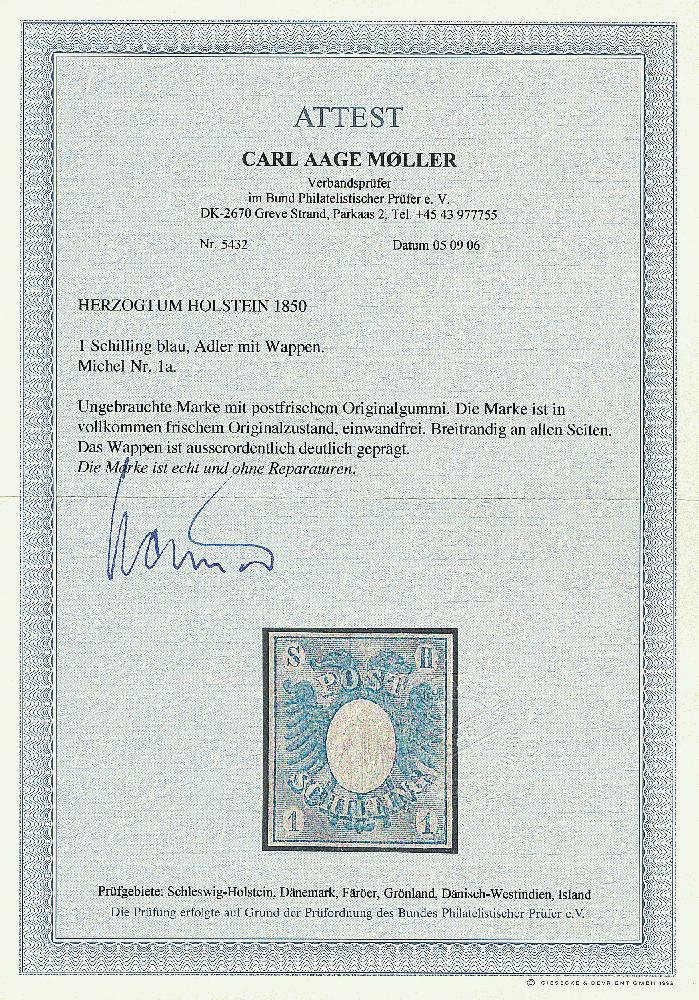 ATTEST
CARL AAGE MØLLER
Verbandsprüfer
im Bund Philatelistischer Prüfer e. V.
DK-2670 Greve Strand, Parkaas 2, Tel. +45 43 977755
Nr. 5432 Datum 05 09 06
HERZOGTUM HOLSTEIN 1850
1 Schilling blau, Adler mit Wappen.
Michel Nr. 1a.
Ungebrauchte Marke mit postfrischem Originalgummi. Die Marke ist in
vollkommen frischem Originalzustand, einwandfrei. Breitrandig an allen Seiten.
Das Wappen ist ausserordentlich deutlich geprägt.
Die Marke ist echt und ohne Reparaturen.
S H
POST
SCHILLING
1 1
Prüfgebiete: Schleswig-Holstein, Dänemark, Färöer, Grönland, Dänisch-Westindien, Island
Die Prüfung erfolgte auf Grund der Prüfordnung des Bundes Philatelistischer Prüfer e.V.
© GIESECKE & DEVRIENT GMBH 1992